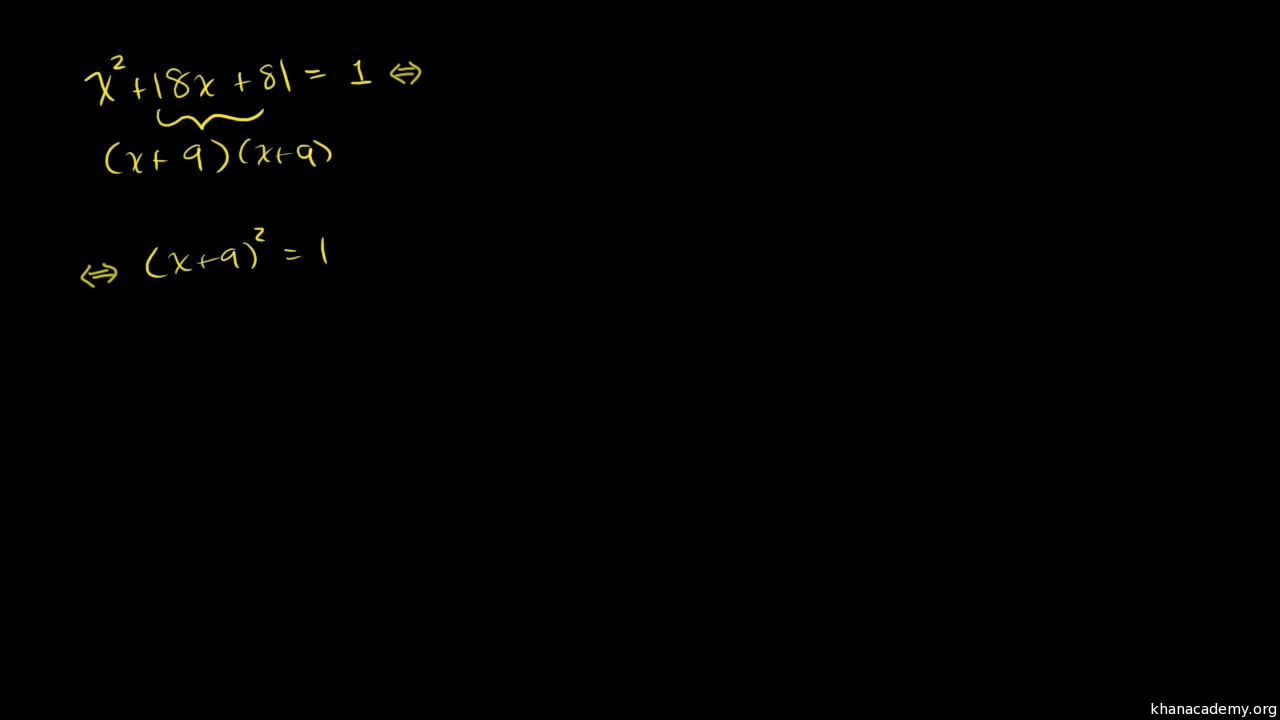 x² + 18x + 81 = 1 ⇔
(x + 9)(x + 9)
⇔ (x + 9)² = 1
khanacademy.org